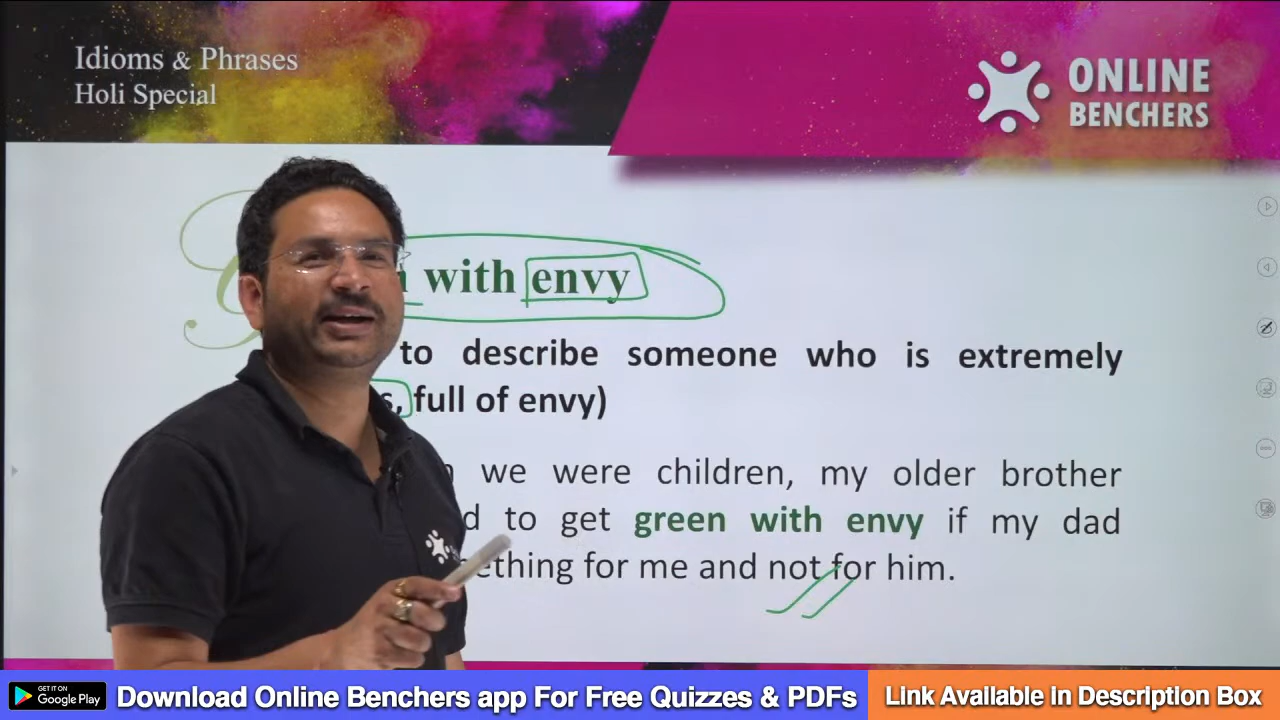 Idioms & Phrases
Holi Special
ONLINE
BENCHERS
with envy
to describe someone who is extremely
full of envy)
we were children, my older brother
to get green with envy if my dad
for me and not for him.
GET IT ON
Google Play
Download Online Benchers app For Free Quizzes & PDFs
Link Available In Description Box